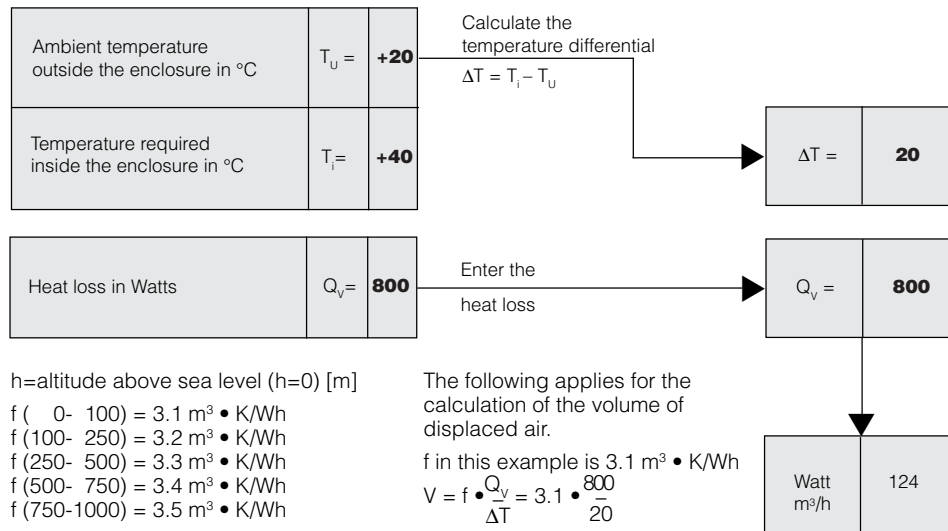 Ambient temperature
outside the enclosure in °C
T_U =
+20
Calculate the
temperature differential
ΔT = T_i – T_U
Temperature required
inside the enclosure in °C
T_i=
+40
ΔT =
20
Heat loss in Watts
Q_V=
800
Enter the
heat loss
Q_V =
800
h=altitude above sea level (h=0) [m]
f ( 0- 100) = 3.1 m³ • K/Wh
f (100- 250) = 3.2 m³ • K/Wh
f (250- 500) = 3.3 m³ • K/Wh
f (500- 750) = 3.4 m³ • K/Wh
f (750-1000) = 3.5 m³ • K/Wh
The following applies for the
calculation of the volume of
displaced air.
f in this example is 3.1 m³ • K/Wh
V = f • Q_V/ΔT = 3.1 • 800/20
Watt
m³/h
124